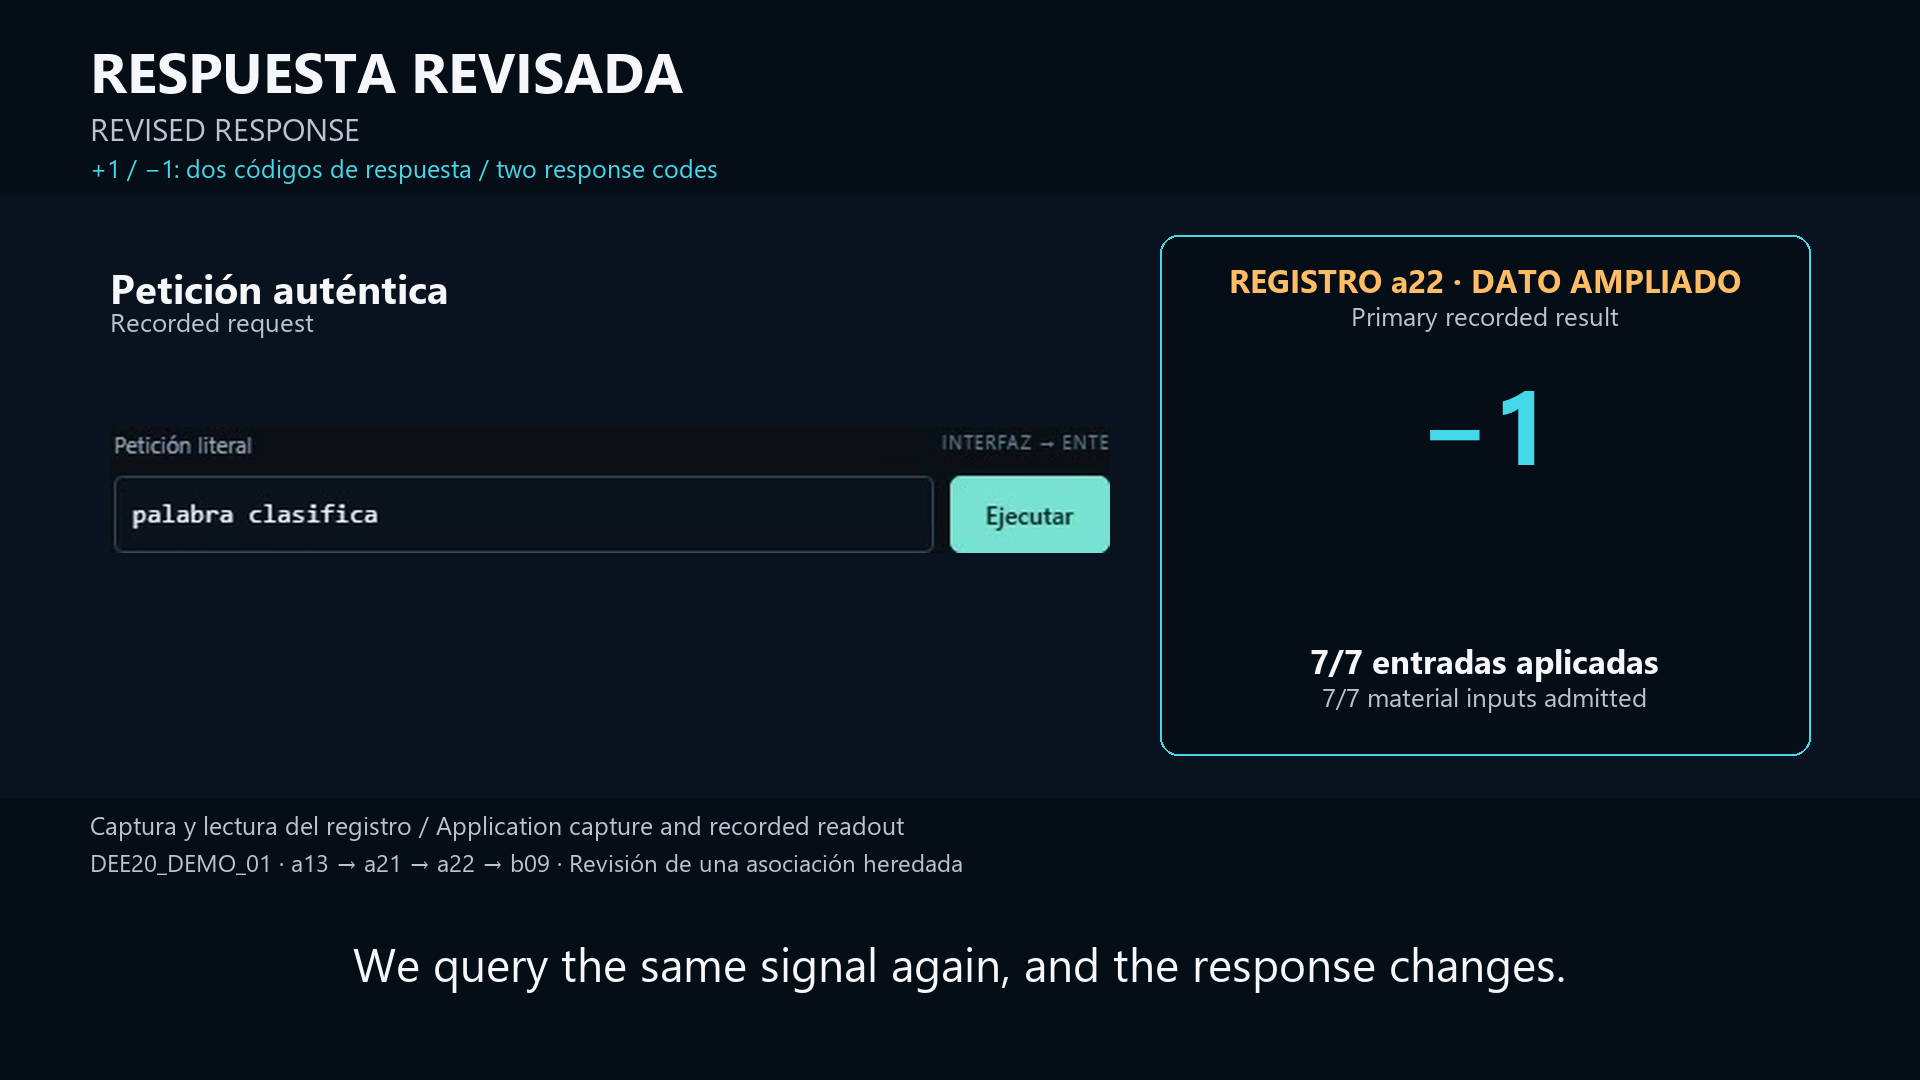 RESPUESTA REVISADA
REVISED RESPONSE
+1 / −1: dos códigos de respuesta / two response codes
Petición auténtica
Recorded request
Petición literal
INTERFAZ → ENTE
palabra clasifica
Ejecutar
REGISTRO a22 · DATO AMPLIADO
Primary recorded result
−1
7/7 entradas aplicadas
7/7 material inputs admitted
Captura y lectura del registro / Application capture and recorded readout
DEE20_DEMO_01 · a13 → a21 → a22 → b09 · Revisión de una asociación heredada
We query the same signal again, and the response changes.